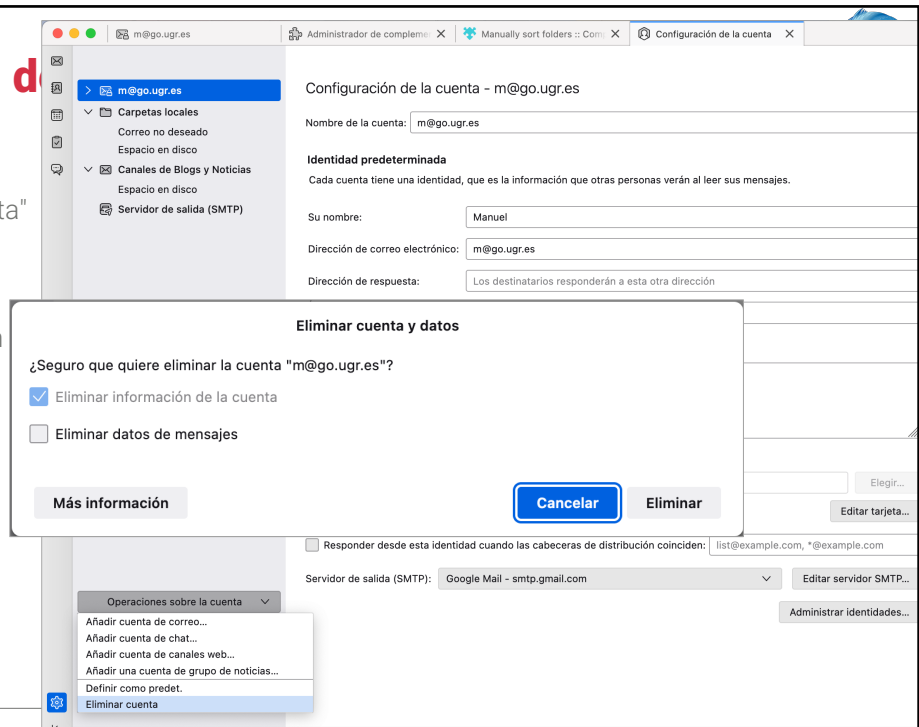 m@go.ugr.es
Administrador de compleme
Manually sort folders :: Com
Configuración de la cuenta
m@go.ugr.es
Carpetas locales
Correo no deseado
Espacio en disco
Canales de Blogs y Noticias
Espacio en disco
Servidor de salida (SMTP)
Configuración de la cuenta - m@go.ugr.es
Nombre de la cuenta: m@go.ugr.es
Identidad predeterminada
Cada cuenta tiene una identidad, que es la información que otras personas verán al leer sus mensajes.
Su nombre: Manuel
Dirección de correo electrónico: m@go.ugr.es
Dirección de respuesta: Los destinatarios responderán a esta otra dirección
Eliminar cuenta y datos
¿Seguro que quiere eliminar la cuenta "m@go.ugr.es"?
Eliminar información de la cuenta
Eliminar datos de mensajes
Más información
Cancelar
Eliminar
Elegir...
Editar tarjeta...
Responder desde esta identidad cuando las cabeceras de distribución coinciden: list@example.com, *@example.com
Servidor de salida (SMTP): Google Mail - smtp.gmail.com
Editar servidor SMTP...
Administrar identidades...
Operaciones sobre la cuenta
Añadir cuenta de correo...
Añadir cuenta de chat...
Añadir cuenta de canales web...
Añadir una cuenta de grupo de noticias...
Definir como predet.
Eliminar cuenta